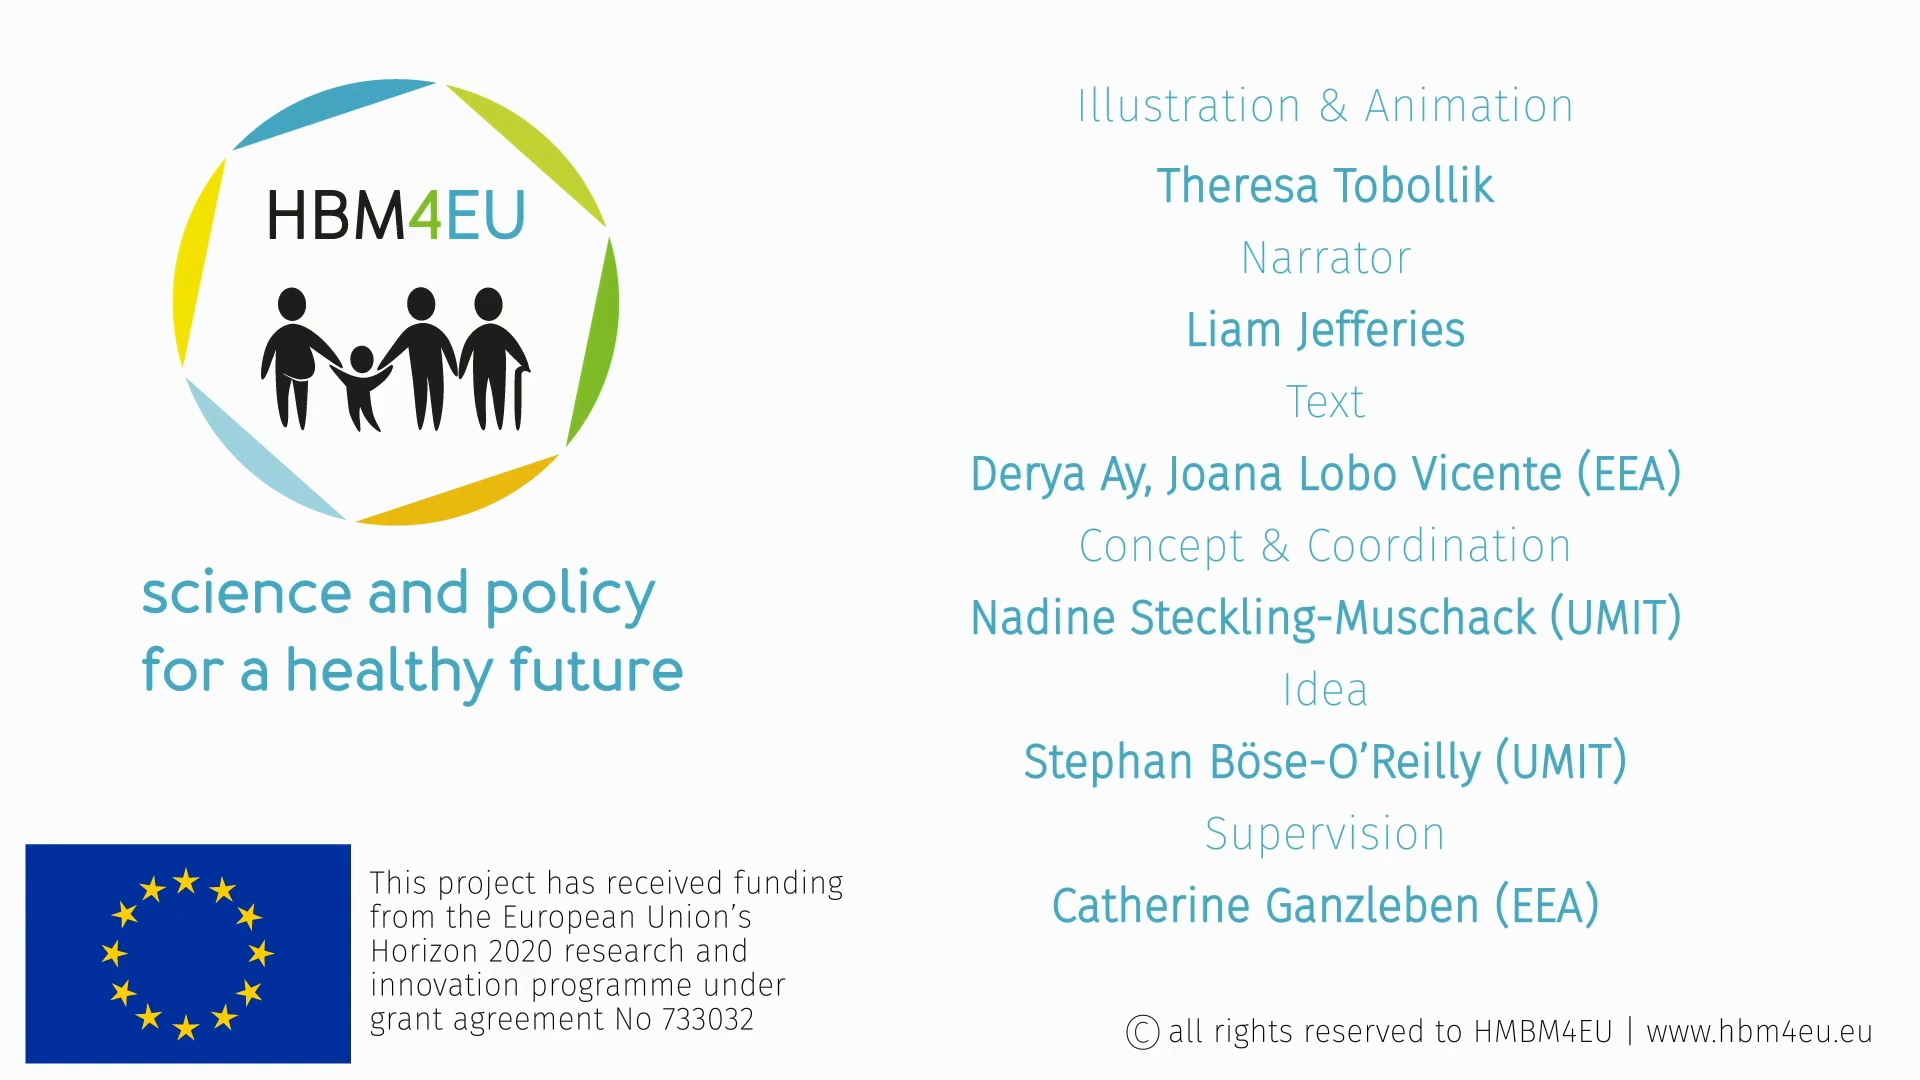 HBM4EU
science and policy
for a healthy future
This project has received funding
from the European Union’s
Horizon 2020 research and
innovation programme under
grant agreement No 733032
Illustration & Animation
Theresa Tobollik
Narrator
Liam Jefferies
Text
Derya Ay, Joana Lobo Vicente (EEA)
Concept & Coordination
Nadine Steckling-Muschack (UMIT)
Idea
Stephan Böse-O’Reilly (UMIT)
Supervision
Catherine Ganzleben (EEA)
© all rights reserved to HMBM4EU | www.hbm4eu.eu